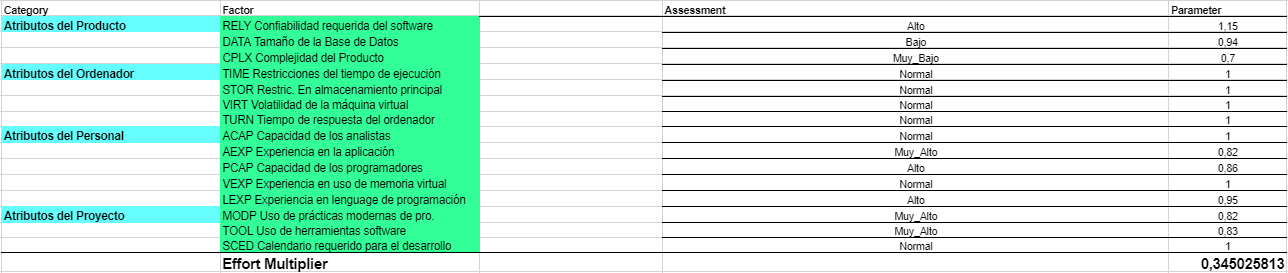 Category Factor Assessment Parameter
Atributos del Producto RELY Confiabilidad requerida del software Alto 1,15
DATA Tamaño de la Base de Datos Bajo 0,94
CPLX Complejidad del Producto Muy_Bajo 0,7
Atributos del Ordenador TIME Restricciones del tiempo de ejecución Normal 1
STOR Restric. En almacenamiento principal Normal 1
VIRT Volatilidad de la máquina virtual Normal 1
TURN Tiempo de respuesta del ordenador Normal 1
Atributos del Personal ACAP Capacidad de los analistas Normal 1
AEXP Experiencia en la aplicación Muy_Alto 0,82
PCAP Capacidad de los programadores Alto 0,86
VEXP Experiencia en uso de memoria virtual Normal 1
LEXP Experiencia en lenguage de programación Alto 0,95
Atributos del Proyecto MODP Uso de prácticas modernas de pro. Muy_Alto 0,82
TOOL Uso de herramientas software Muy_Alto 0,83
SCED Calendario requerido para el desarrollo Normal 1
Effort Multiplier 0,345025813